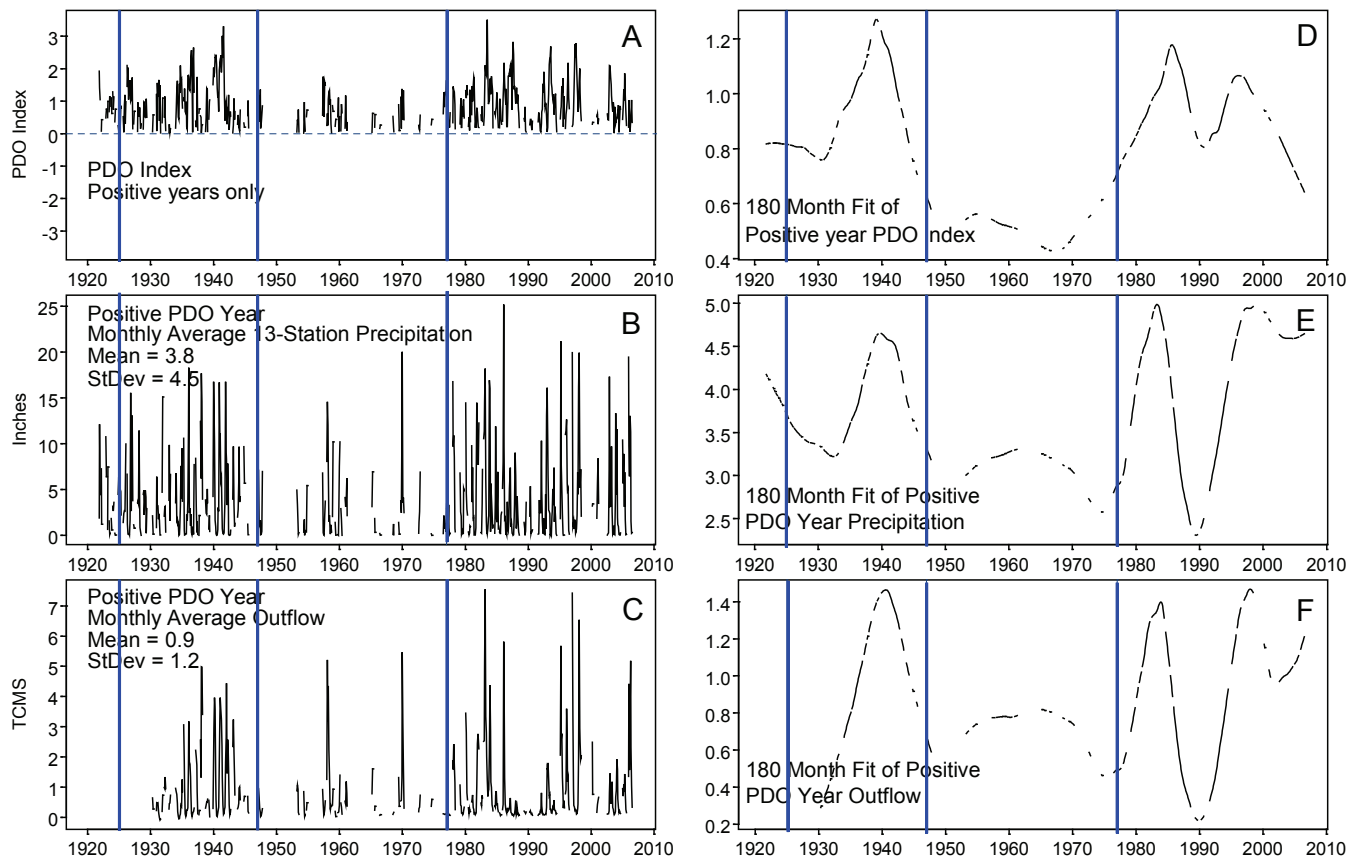 A
3
2
1
0
-1
-2
-3
PDO Index
PDO Index
Positive years only
1920 1930 1940 1950 1960 1970 1980 1990 2000 2010
D
1.2
1.0
0.8
0.6
0.4
180 Month Fit of
Positive year PDO Index
1920 1930 1940 1950 1960 1970 1980 1990 2000 2010
B
25
20
15
10
5
0
Inches
Positive PDO Year
Monthly Average 13-Station Precipitation
Mean = 3.8
StDev = 4.5
1920 1930 1940 1950 1960 1970 1980 1990 2000 2010
E
5.0
4.5
4.0
3.5
3.0
2.5
180 Month Fit of Positive
PDO Year Precipitation
1920 1930 1940 1950 1960 1970 1980 1990 2000 2010
C
7
6
5
4
3
2
1
0
TCMS
Positive PDO Year
Monthly Average Outflow
Mean = 0.9
StDev = 1.2
1920 1930 1940 1950 1960 1970 1980 1990 2000 2010
F
1.4
1.2
1.0
0.8
0.6
0.4
0.2
180 Month Fit of Positive
PDO Year Outflow
1920 1930 1940 1950 1960 1970 1980 1990 2000 2010